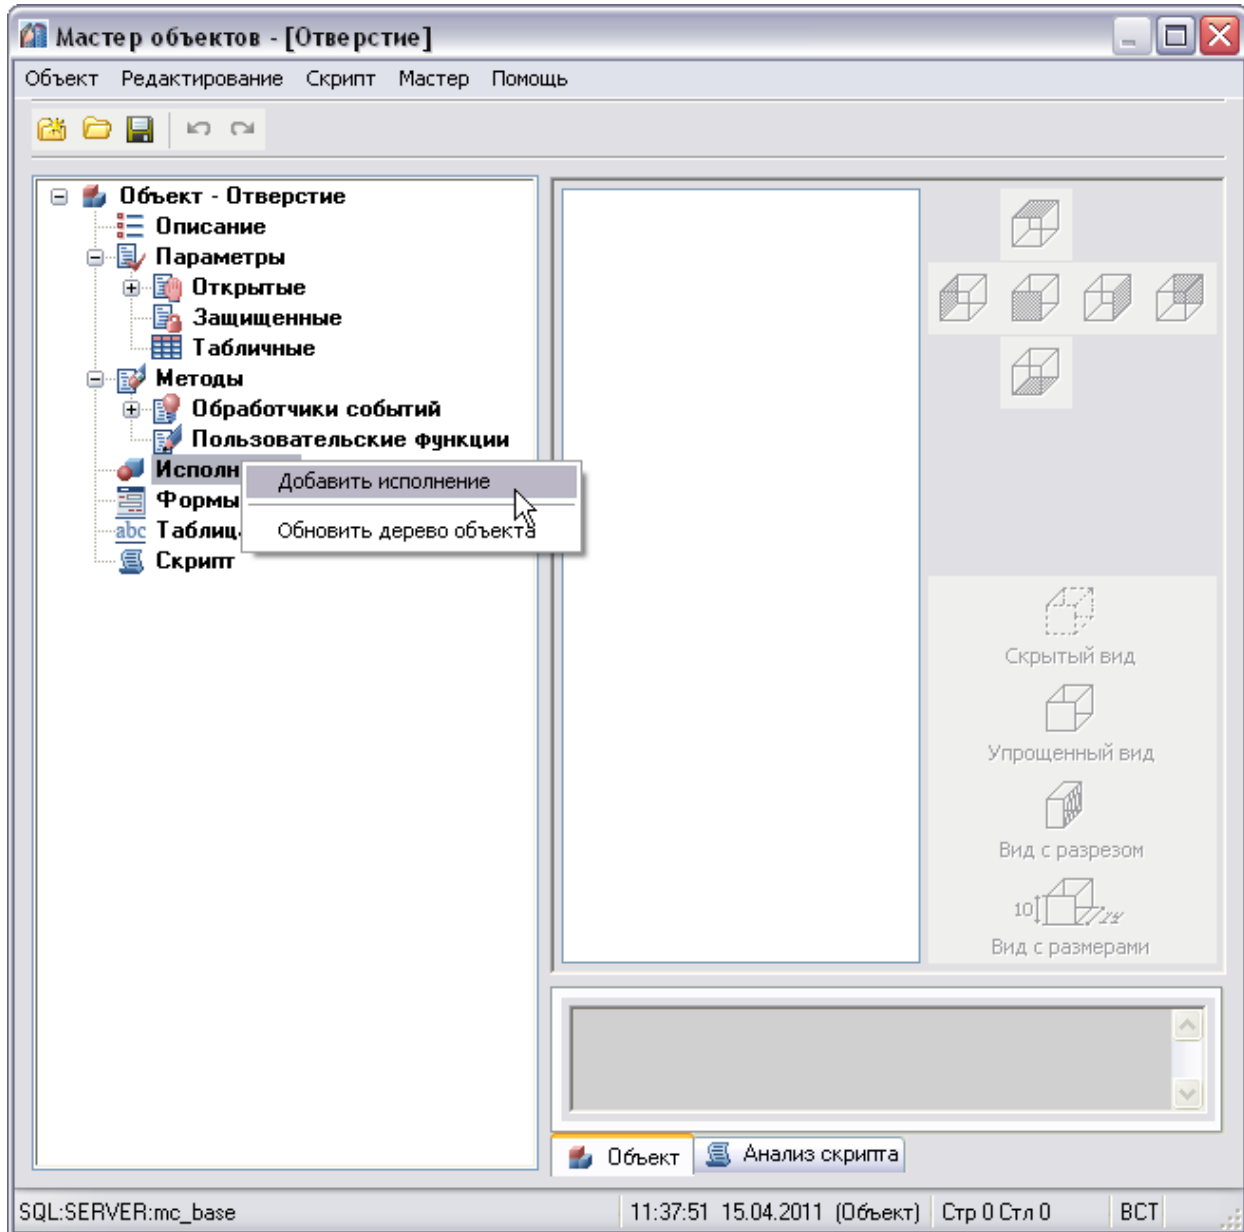 Мастер объектов - [Отверстие]
Объект Редактирование Скрипт Мастер Помощь
Объект - Отверстие
Описание
Параметры
Открытые
Защищенные
Табличные
Методы
Обработчики событий
Пользовательские функции
Исполн
Добавить исполнение
Формы
abc Таблиц
Обновить дерево объекта
Скрипт
Скрытый вид
Упрощенный вид
Вид с разрезом
10
Вид с размерами
Объект Анализ скрипта
SQL:SERVER:mc_base 11:37:51 15.04.2011 (Объект) Стр 0 Стл 0 ВСТ